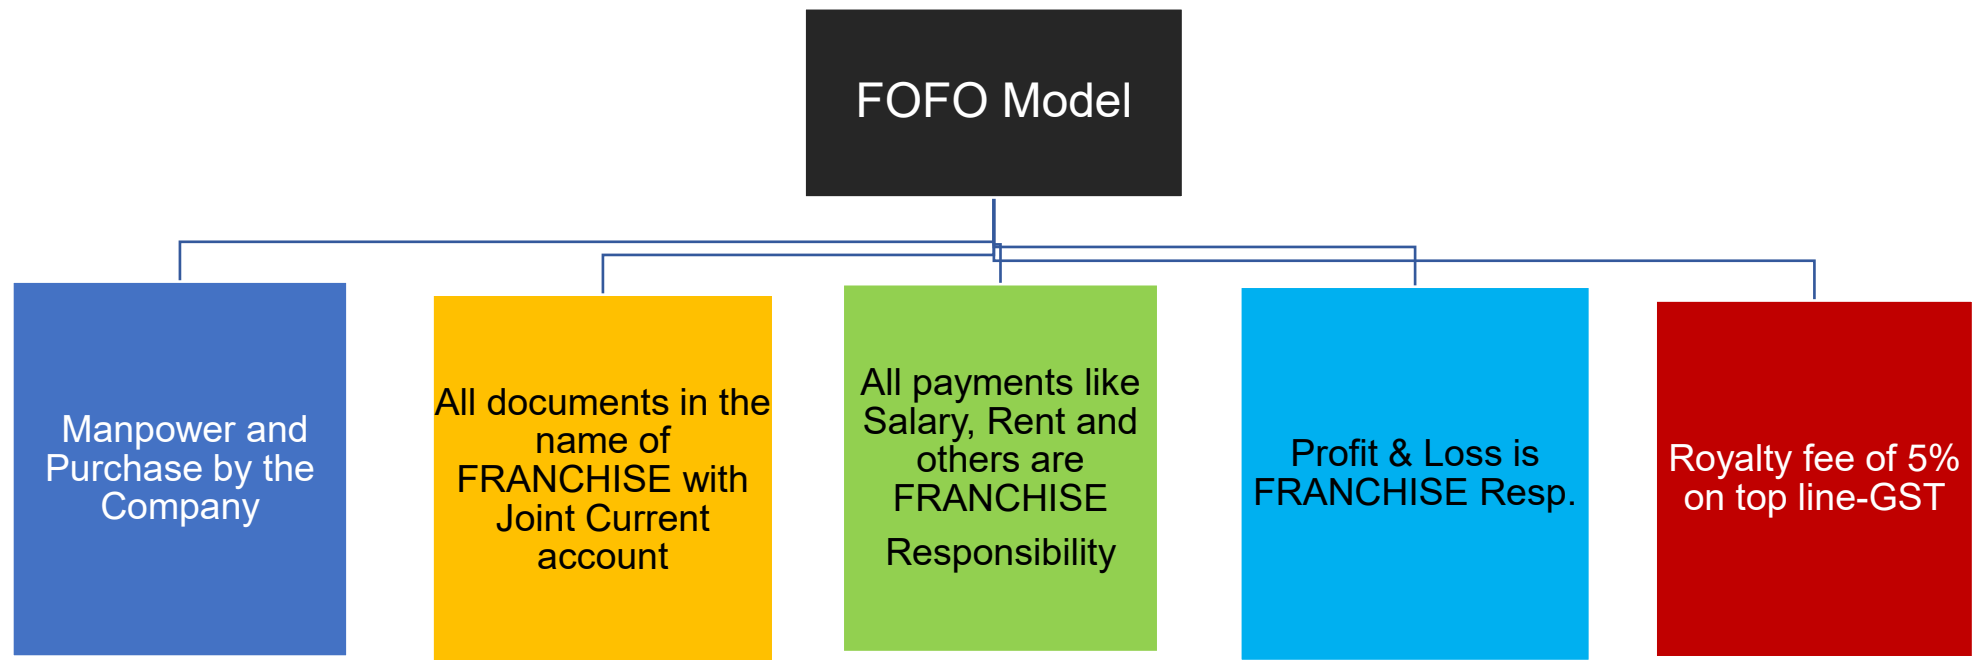 FOFO Model
Manpower and
Purchase by the
Company
All documents in the
name of
FRANCHISE with
Joint Current
account
All payments like
Salary, Rent and
others are
FRANCHISE
Responsibility
Profit & Loss is
FRANCHISE Resp.
Royalty fee of 5%
on top line-GST